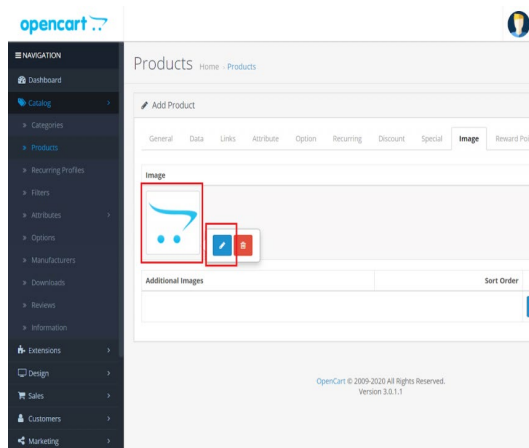 opencart
NAVIGATION
Dashboard
Catalog
» Categories
» Products
» Recurring Profiles
» Filters
» Attributes
» Options
» Manufacturers
» Downloads
» Reviews
» Information
Extensions
Design
Sales
Customers
Marketing
Products Home - Products
Add Product
General Data Links Attribute Option Recurring Discount Special Image Reward Poi
Image
Additional Images Sort Order
OpenCart © 2009-2020 All Rights Reserved.
Version 3.0.1.1